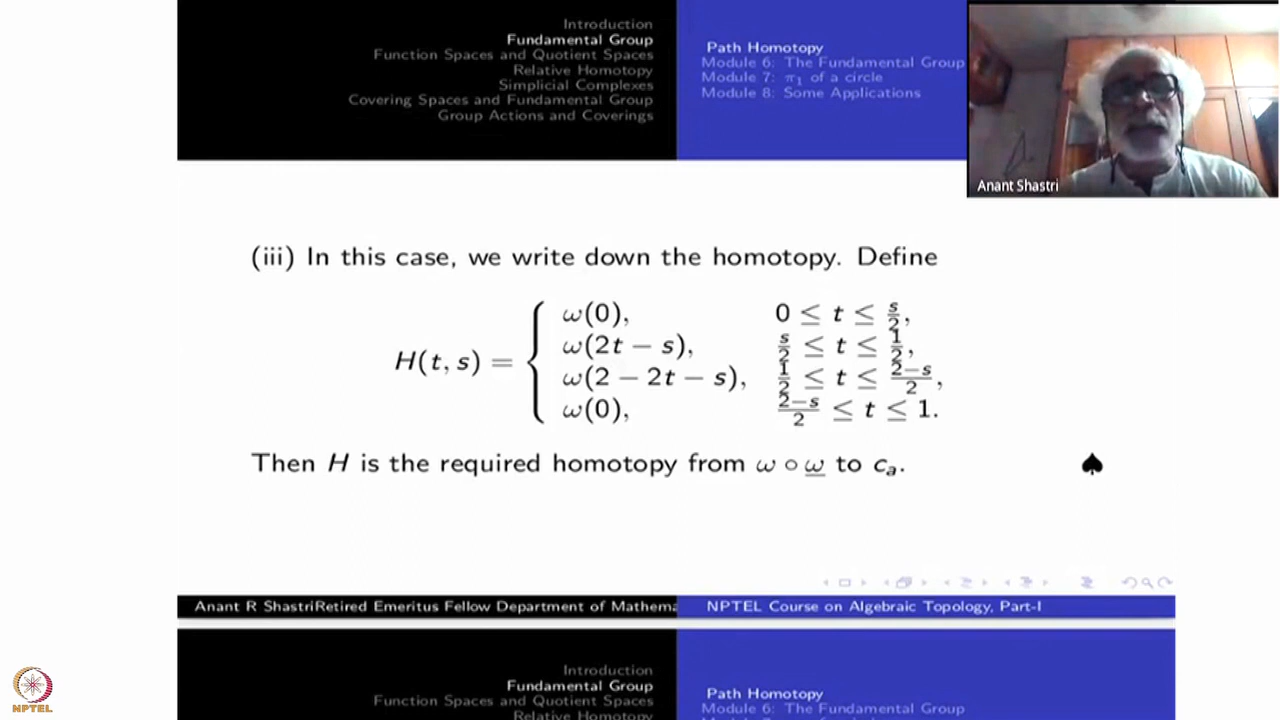 Introduction
Fundamental Group
Function Spaces and Quotient Spaces
Relative Homotopy
Simplicial Complexes
Covering Spaces and Fundamental Group
Group Actions and Coverings
Path Homotopy
Module 6: The Fundamental Group
Module 7: π₁ of a circle
Module 8: Some Applications
Anant Shastri
(iii) In this case, we write down the homotopy. Define
H(t, s) = { ω(0), 0 ≤ t ≤ s/2,
ω(2t − s), s/2 ≤ t ≤ 1/2,
ω(2 − 2t − s), 1/2 ≤ t ≤ (2−s)/2,
ω(0), (2−s)/2 ≤ t ≤ 1.
Then H is the required homotopy from ω ∘ ω̲ to cₐ. ♠
Anant R ShastriRetired Emeritus Fellow Department of Mathema
NPTEL Course on Algebraic Topology, Part-I
Introduction
Fundamental Group
Function Spaces and Quotient Spaces
Relative Homotopy
Path Homotopy
Module 6: The Fundamental Group
NPTEL